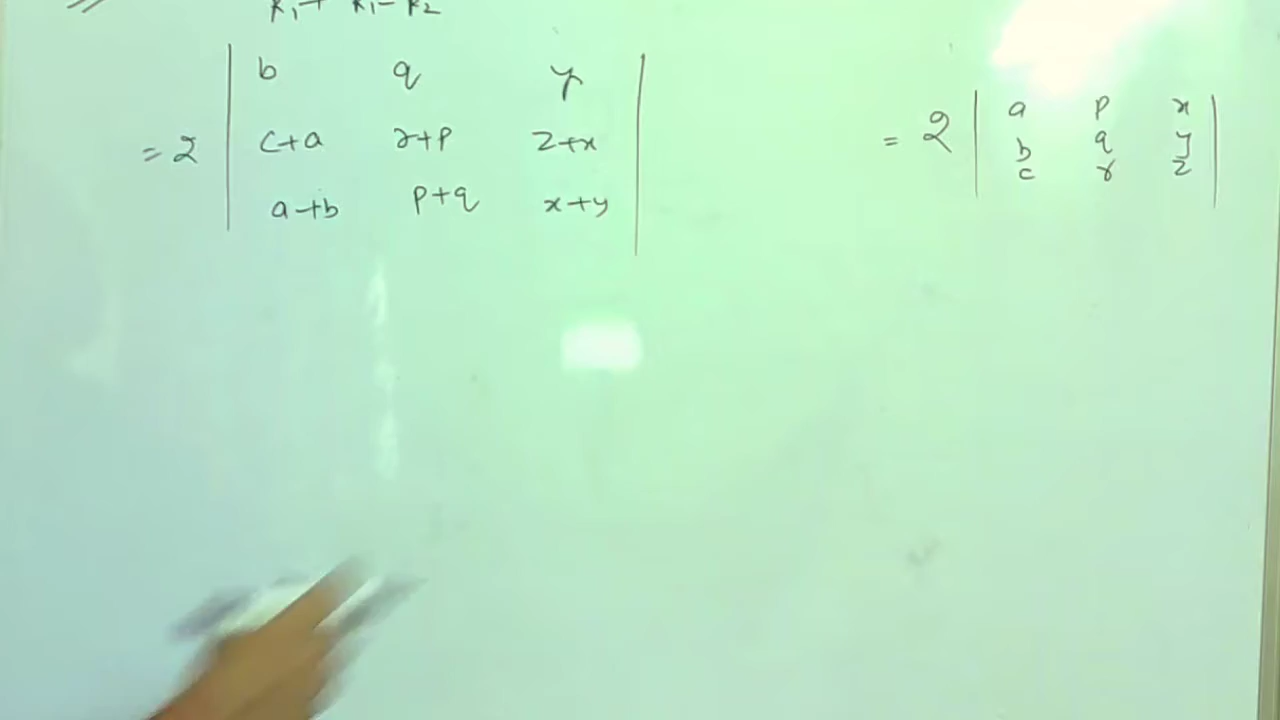 R₁ → R₁ - R₂
= 2 | b q y |
| c+a r+p z+x |
| a+b p+q x+y |
= 2 | a p x |
| b q y |
| c r z |